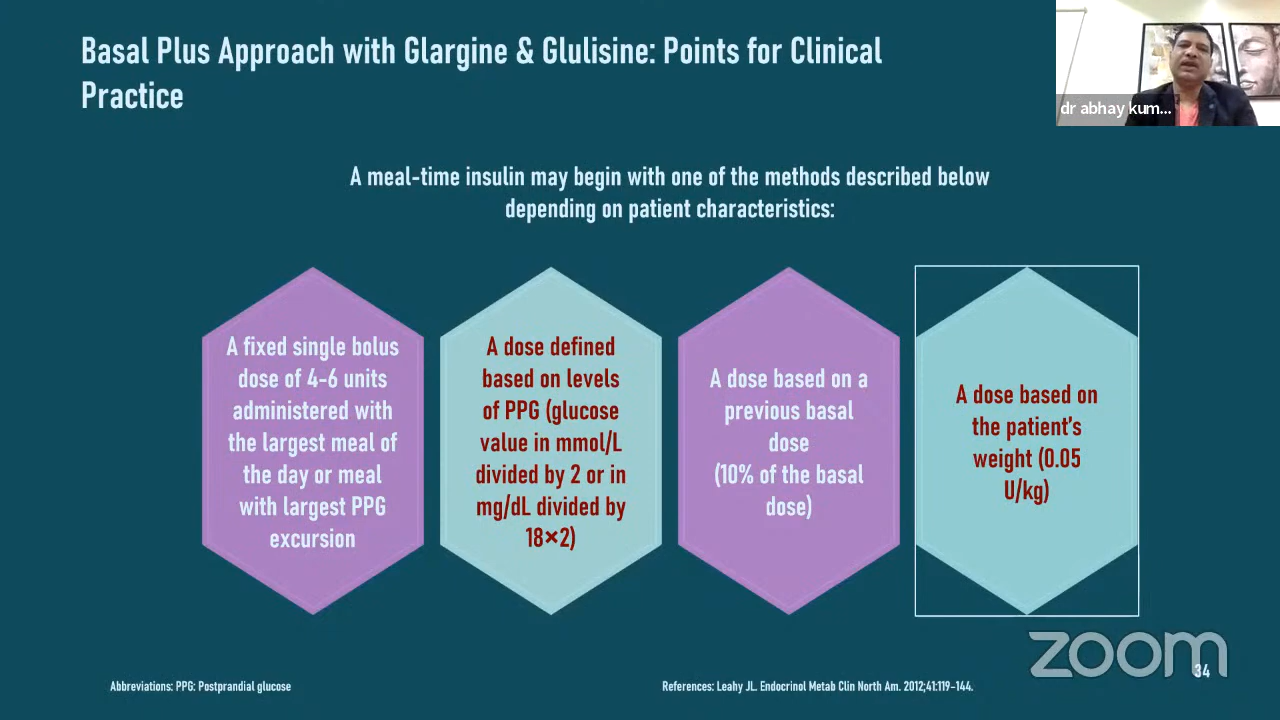 Basal Plus Approach with Glargine & Glulisine: Points for Clinical
Practice
dr abhay kum...
A meal-time insulin may begin with one of the methods described below
depending on patient characteristics:
A fixed single bolus
dose of 4-6 units
administered with
the largest meal of
the day or meal
with largest PPG
excursion
A dose defined
based on levels
of PPG (glucose
value in mmol/L
divided by 2 or in
mg/dL divided by
18×2)
A dose based on a
previous basal
dose
(10% of the basal
dose)
A dose based on
the patient's
weight (0.05
U/kg)
zoom
34
Abbreviations: PPG: Postprandial glucose
References: Leahy JL. Endocrinol Metab Clin North Am. 2012;41:119-144.